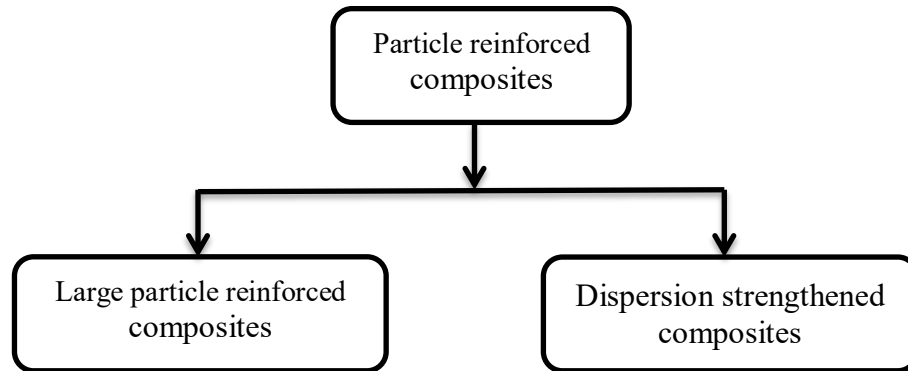 Particle reinforced
composites
Large particle reinforced
composites
Dispersion strengthened
composites